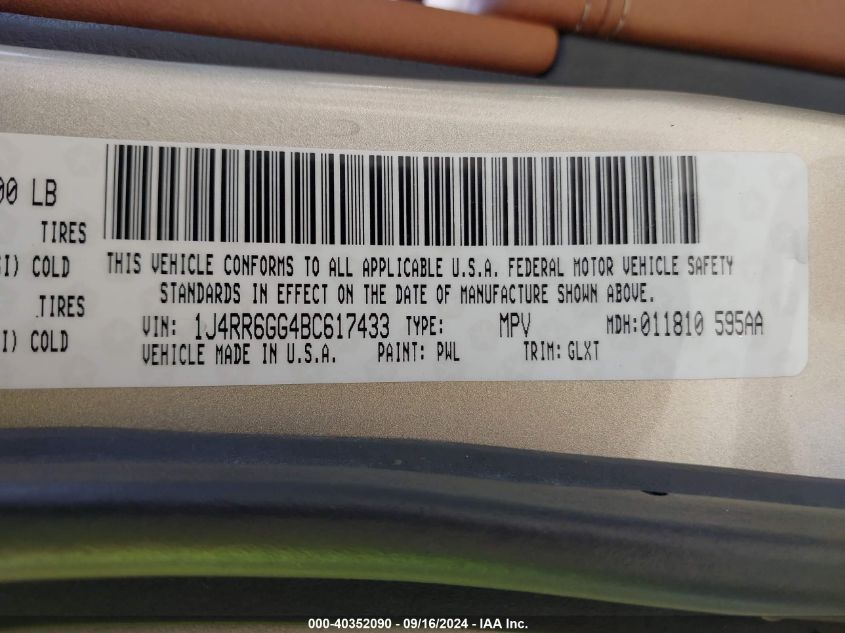 00 LB
TIRES
I) COLD
THIS VEHICLE CONFORMS TO ALL APPLICABLE U.S.A. FEDERAL MOTOR VEHICLE SAFETY
STANDARDS IN EFFECT ON THE DATE OF MANUFACTURE SHOWN ABOVE.
TIRES
VIN: 1J4RR6GG4BC617433 TYPE: MPV MDH:011810 595AA
I) COLD
VEHICLE MADE IN U.S.A. PAINT: PWL TRIM: GLXT
000-40352090 - 09/16/2024 - IAA Inc.